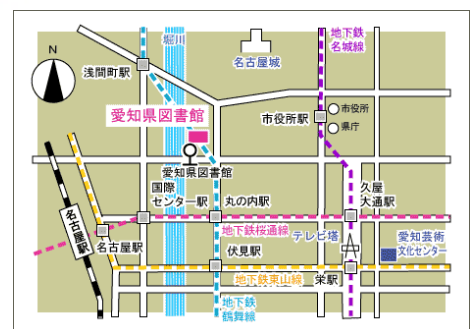 堀川
地下鉄
名城線
N
名古屋城
浅間町駅
愛知県図書館
市役所駅
市役所
県庁
愛知県図書館
国際
センター駅
丸の内駅
久屋
大通駅
名古屋駅
名古屋駅
地下鉄桜通線
テレビ塔
愛知芸術
文化センター
伏見駅
地下鉄東山線
栄駅
地下鉄
鶴舞線